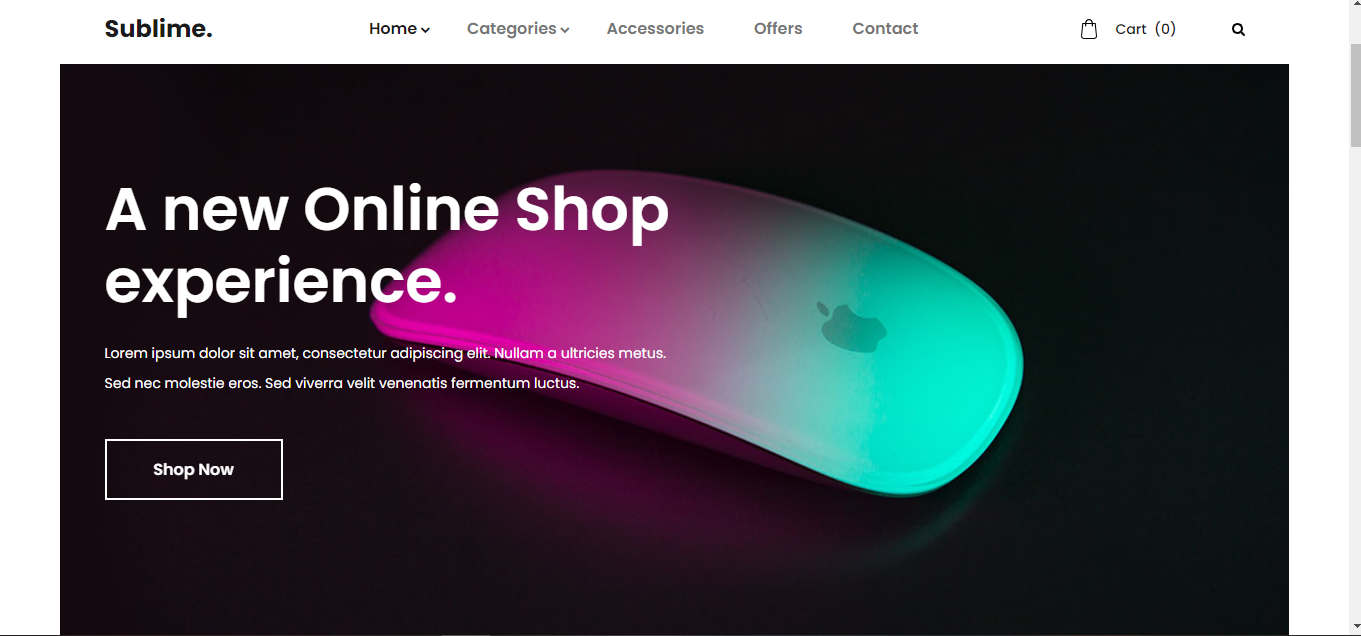 Sublime.
Home
Categories
Accessories
Offers
Contact
Cart (0)
A new Online Shop
experience.
Lorem ipsum dolor sit amet, consectetur adipiscing elit. Nullam a ultricies metus.
Sed nec molestie eros. Sed viverra velit venenatis fermentum luctus.
Shop Now